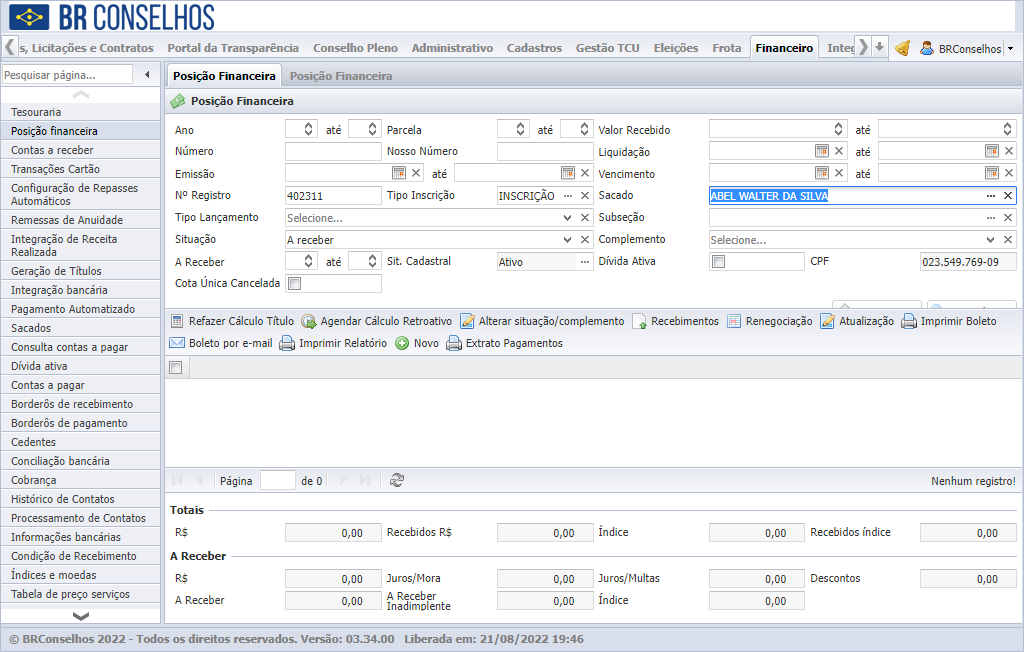 BR CONSELHOS
s, Licitações e Contratos Portal da Transparência Conselho Pleno Administrativo Cadastros Gestão TCU Eleições Frota Financeiro Integ BRConselhos
Pesquisar página... Posição Financeira Posição Financeira
Posição Financeira
Tesouraria
Posição financeira
Contas a receber
Transações Cartão
Configuração de Repasses
Automáticos
Remessas de Anuidade
Integração de Receita
Realizada
Geração de Títulos
Integração bancária
Pagamento Automatizado
Sacados
Consulta contas a pagar
Dívida ativa
Contas a pagar
Borderôs de recebimento
Borderôs de pagamento
Cedentes
Conciliação bancária
Cobrança
Histórico de Contatos
Processamento de Contatos
Informações bancárias
Condição de Recebimento
Índices e moedas
Tabela de preço serviços
Ano até Parcela até Valor Recebido até
Número Nosso Número Liquidação até
Emissão até Vencimento até
Nº Registro 402311 Tipo Inscrição INSCRIÇÃO ... Sacado ABEL WALTER DA SILVA ...
Tipo Lançamento Selecione... Subseção ...
Situação A receber Complemento Selecione...
A Receber até Sit. Cadastral Ativo ... Dívida Ativa CPF 023.549.769-09
Cota Única Cancelada
Refazer Cálculo Título Agendar Cálculo Retroativo Alterar situação/complemento Recebimentos Renegociação Atualização Imprimir Boleto
Boleto por e-mail Imprimir Relatório Novo Extrato Pagamentos
Página de 0 Nenhum registro!
Totais
R$ 0,00 Recebidos R$ 0,00 Índice 0,00 Recebidos índice 0,00
A Receber
R$ 0,00 Juros/Mora 0,00 Juros/Multas 0,00 Descontos 0,00
A Receber 0,00 A Receber Inadimplente 0,00 Índice 0,00
© BRConselhos 2022 - Todos os direitos reservados. Versão: 03.34.00 Liberada em: 21/08/2022 19:46